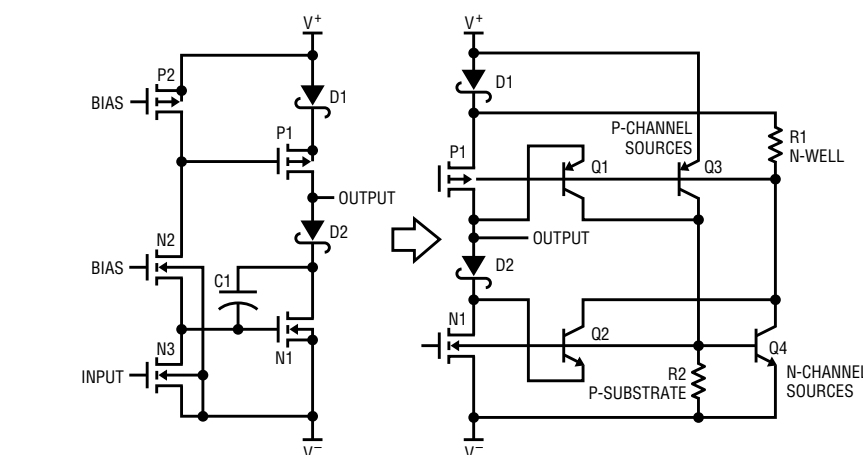 V+
P2
BIAS
D1
P1
OUTPUT
N2
D2
BIAS
C1
N3
N1
INPUT
V−
V+
D1
P-CHANNEL
SOURCES
R1
N-WELL
P1
Q1
Q3
OUTPUT
D2
N1
Q2
Q4
R2
P-SUBSTRATE
N-CHANNEL
SOURCES
V−